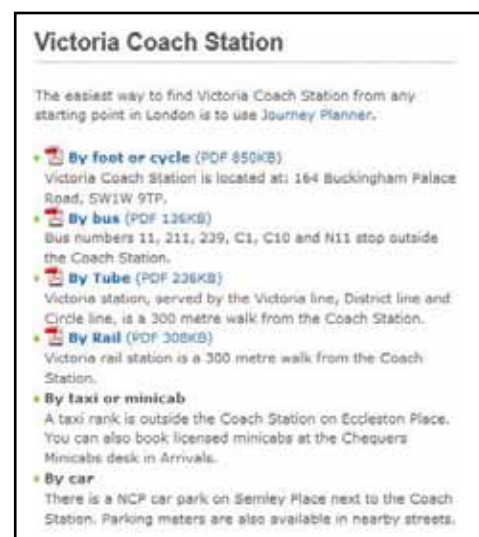 Victoria Coach Station
The easiest way to find Victoria Coach Station from any
starting point in London is to use Journey Planner.
By foot or cycle (PDF 850KB)
Victoria Coach Station is located at: 164 Buckingham Palace
Road, SW1W 9TP.
By bus (PDF 136KB)
Bus numbers 11, 211, 239, C1, C10 and N11 stop outside
the Coach Station.
By Tube (PDF 236KB)
Victoria station, served by the Victoria line, District line and
Circle line, is a 300 metre walk from the Coach Station.
By Rail (PDF 308KB)
Victoria rail station is a 300 metre walk from the Coach
Station.
By taxi or minicab
A taxi rank is outside the Coach Station on Eccleston Place.
You can also book licensed minicabs at the Chequers
Minicabs desk in Arrivals.
By car
There is a NCP car park on Semley Place next to the Coach
Station. Parking meters are also available in nearby streets.